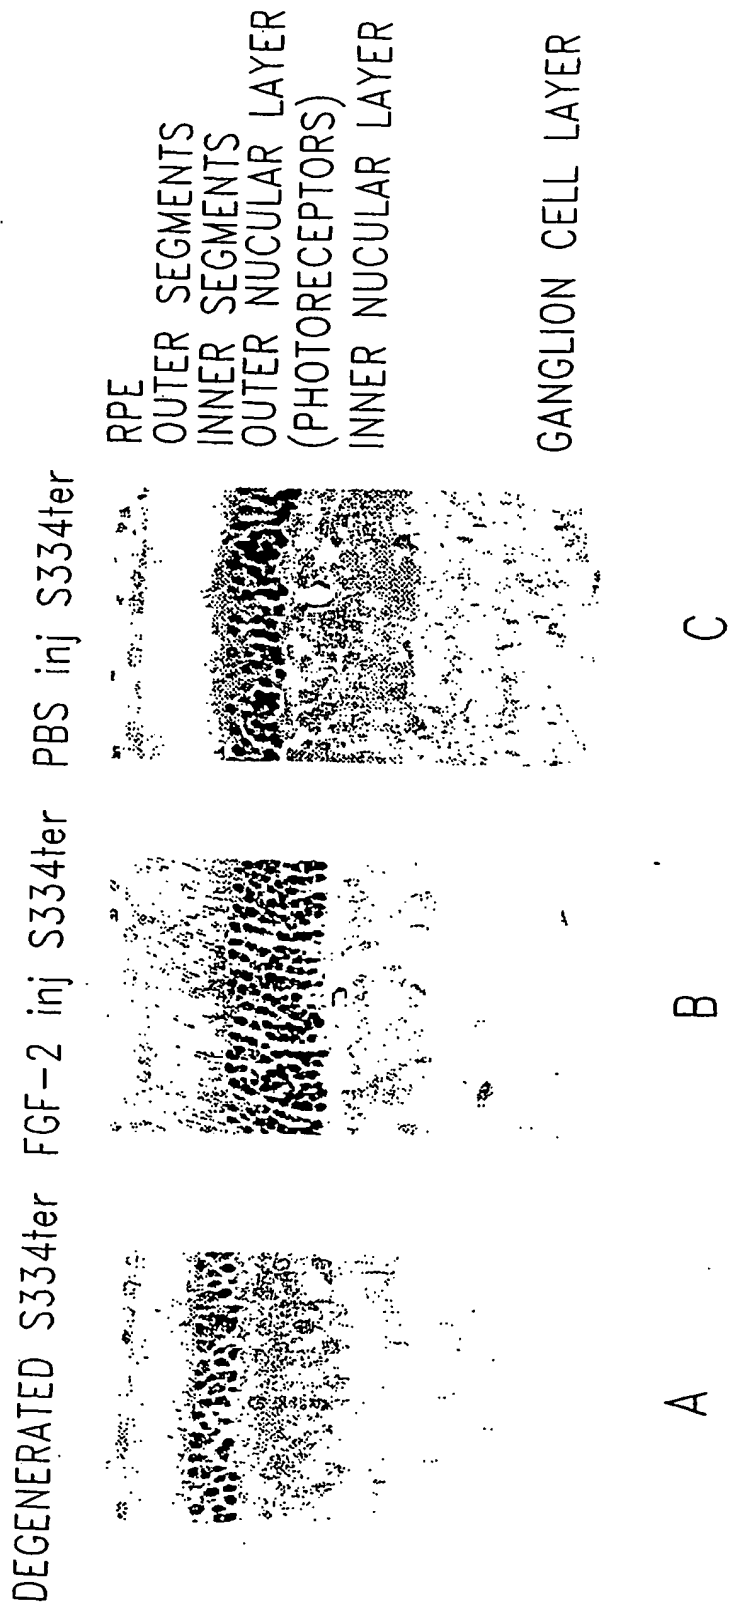 DEGENERATED S334ter
FGF-2 inj S334ter
PBS inj S334ter
RPE
OUTER SEGMENTS
INNER SEGMENTS
OUTER NUCULAR LAYER
(PHOTORECEPTORS)
INNER NUCULAR LAYER
GANGLION CELL LAYER
A
B
C